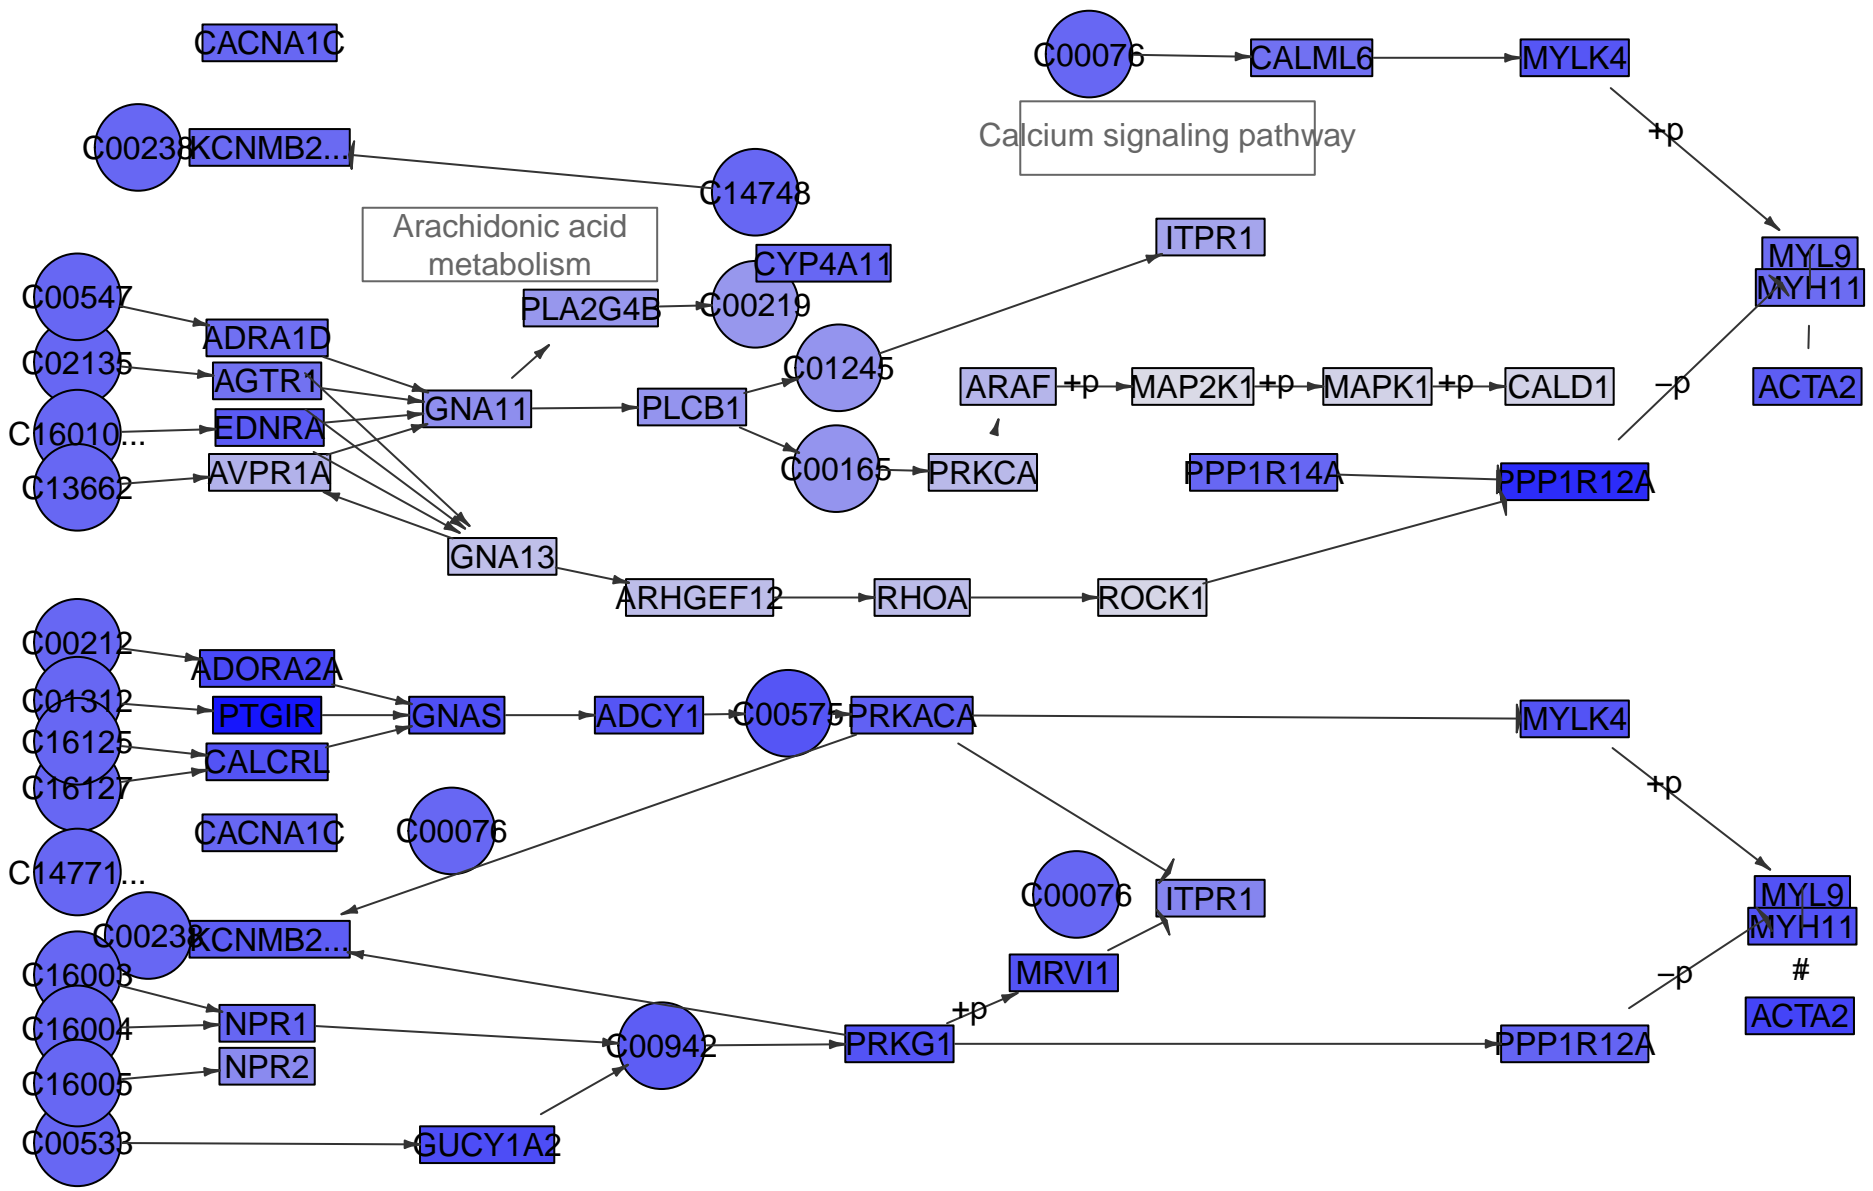 CACNA1C
C00076
CALML6
MYLK4
Calcium signaling pathway
+p
C00238
KCNMB2...
C14748
Arachidonic acid
metabolism
ITPR1
CYP4A11
MYL9
MYH11
C00547
PLA2G4B
C00219
ADRA1D
C02135
AGTR1
C01245
ARAF
+p
MAP2K1
+p
MAPK1
+p
CALD1
−p
ACTA2
GNA11
PLCB1
C16010...
EDNRA
C13662
AVPR1A
C00165
PRKCA
PPP1R14A
PPP1R12A
GNA13
ARHGEF12
RHOA
ROCK1
C00212
ADORA2A
C01312
PTGIR
GNAS
ADCY1
C00575
PRKACA
MYLK4
C16125
CALCRL
C16127
+p
CACNA1C
C00076
C14771...
C00076
ITPR1
MYL9
MYH11
C00238
KCNMB2...
C16003
MRVI1
−p
#
+p
ACTA2
C16004
NPR1
C00942
PRKG1
PPP1R12A
NPR2
C16005
C00533
GUCY1A2